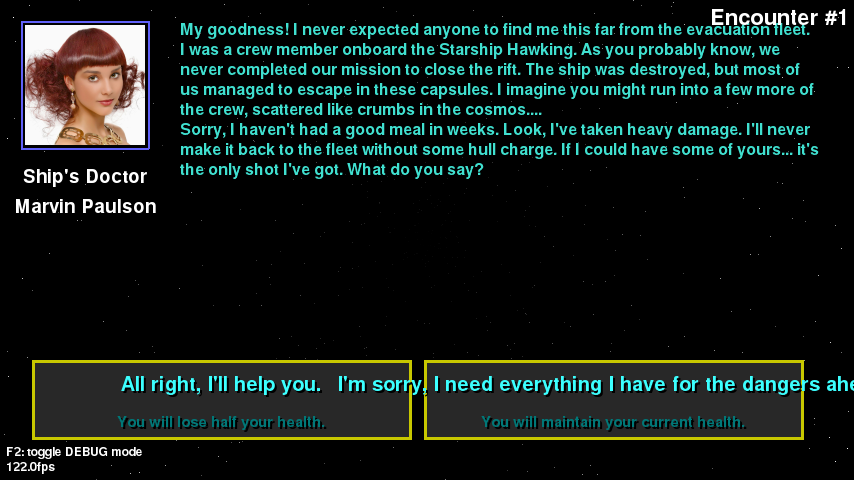 Encounter #1
My goodness! I never expected anyone to find me this far from the evacuation fleet.
I was a crew member onboard the Starship Hawking. As you probably know, we
never completed our mission to close the rift. The ship was destroyed, but most of
us managed to escape in these capsules. I imagine you might run into a few more of
the crew, scattered like crumbs in the cosmos....
Sorry, I haven't had a good meal in weeks. Look, I've taken heavy damage. I'll never
make it back to the fleet without some hull charge. If I could have some of yours... it's
the only shot I've got. What do you say?
Ship's Doctor
Marvin Paulson
All right, I'll help you.
I'm sorry, I need everything I have for the dangers ahe
You will lose half your health.
You will maintain your current health.
F2: toggle DEBUG mode
122.0fps